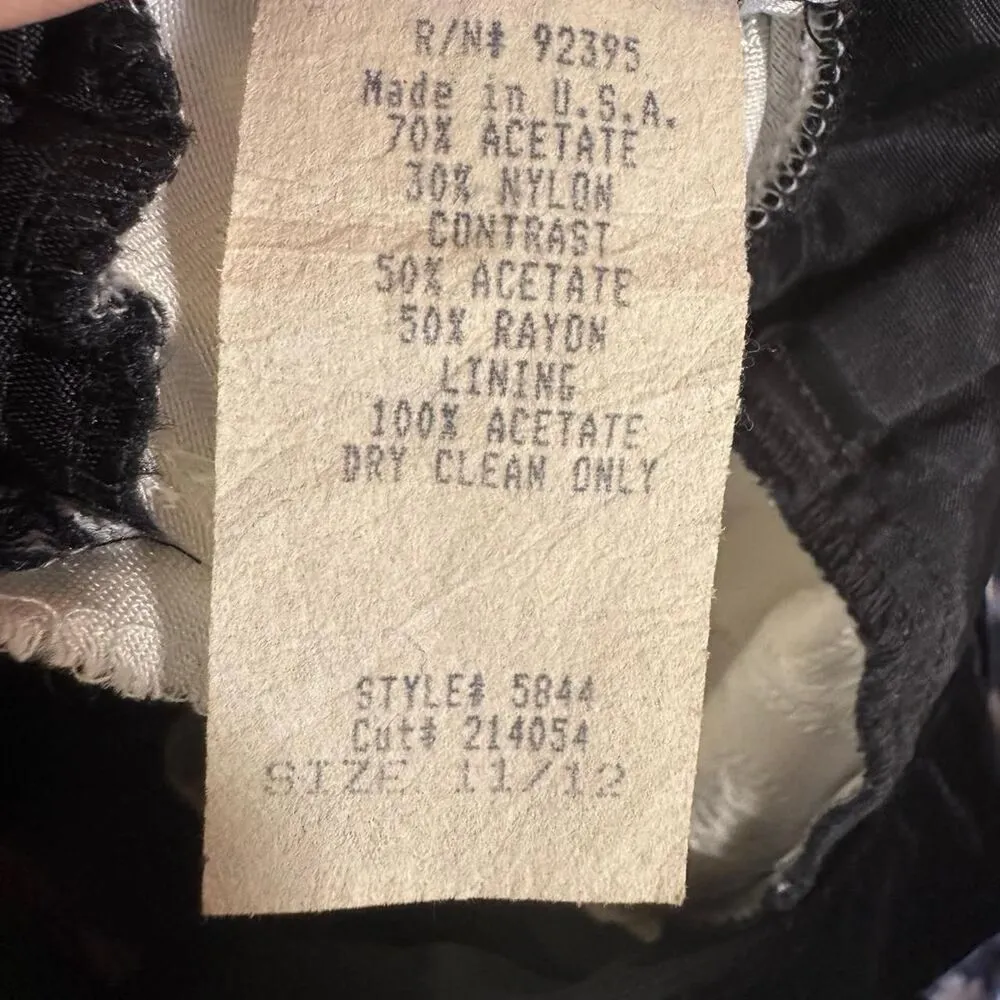 R/N# 92395
Made in U.S.A.
70% ACETATE
30% NYLON
CONTRAST
50% ACETATE
50% RAYON
LINING
100% ACETATE
DRY CLEAN ONLY
STYLE# 5844
Cut# 214054
SIZE 11/12